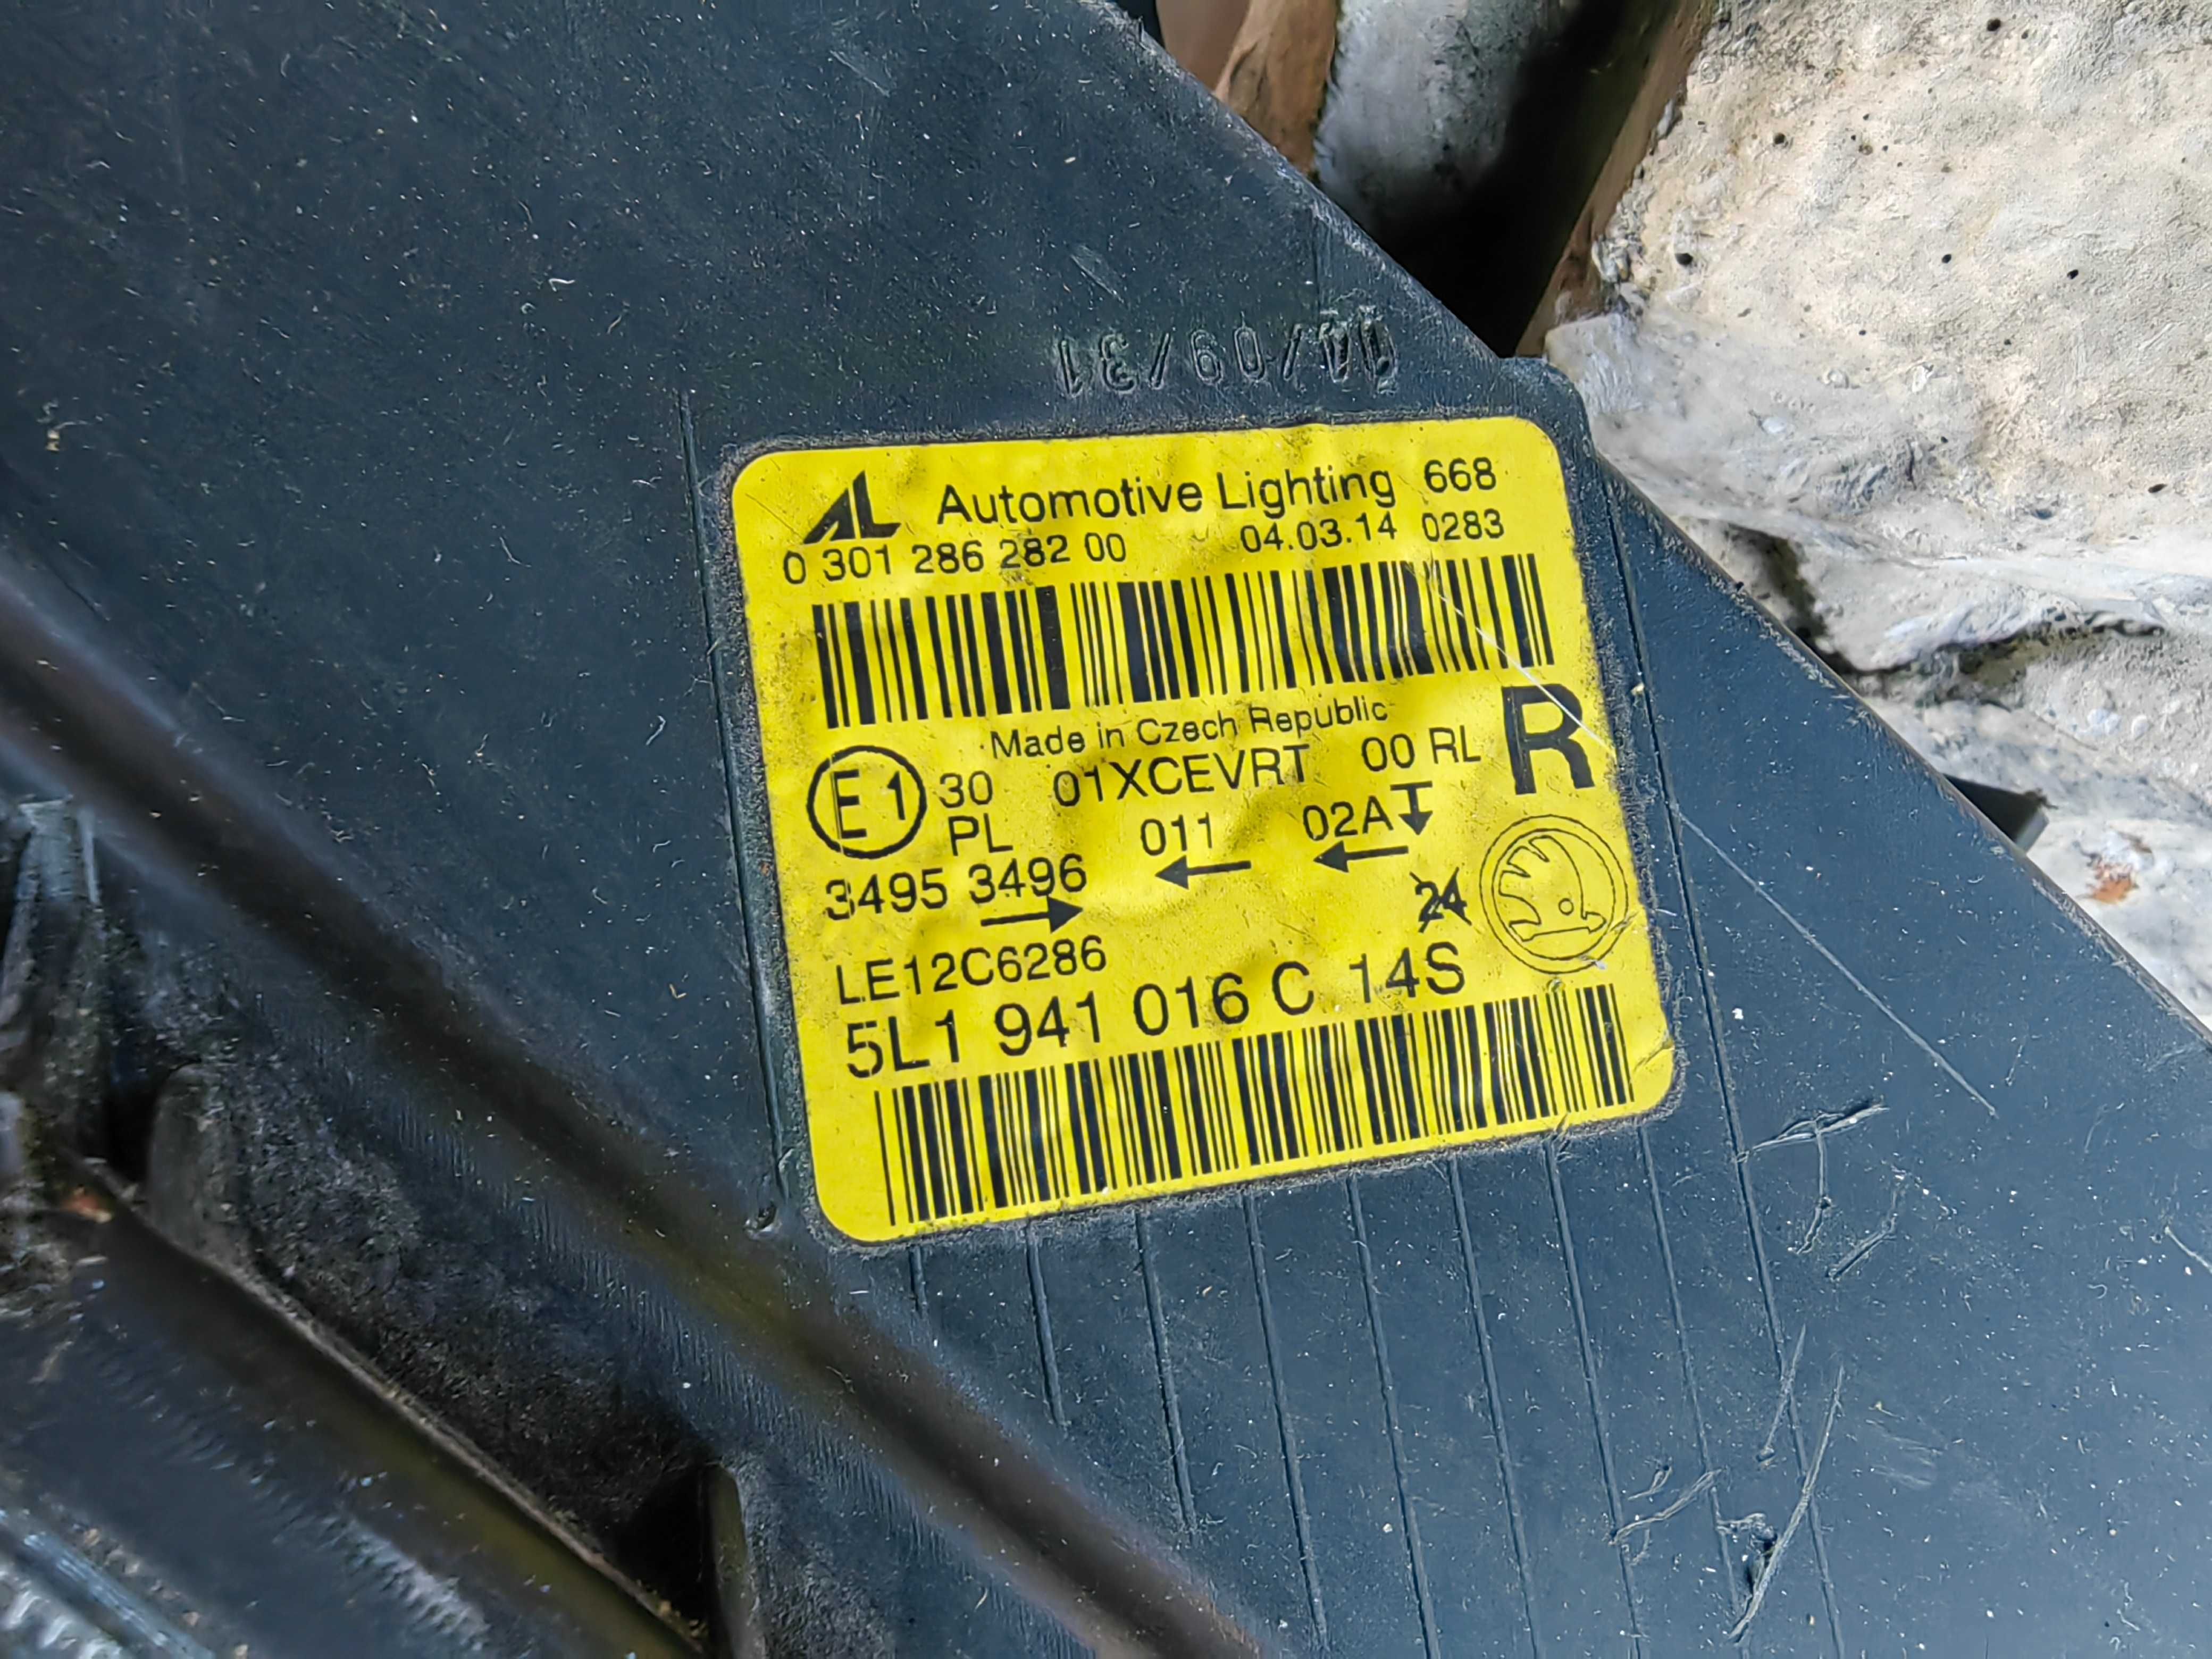 11/09/31
AL Automotive Lighting 668
0 301 286 282 00 04.03.14 0283
Made in Czech Republic
R
E1 30 01XCEVRT 00 RL
PL 011 02A
3495 3496
24
LE12C6286
5L1 941 016 C 14S